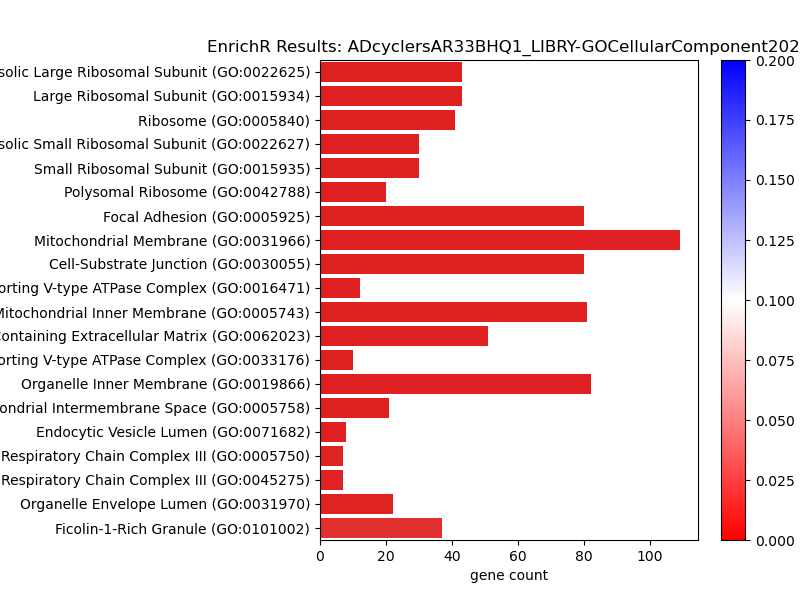 EnrichR Results: ADcyclersAR33BHQ1_LIBRY-GOCellularComponent202
solic Large Ribosomal Subunit (GO:0022625)
Large Ribosomal Subunit (GO:0015934)
Ribosome (GO:0005840)
solic Small Ribosomal Subunit (GO:0022627)
Small Ribosomal Subunit (GO:0015935)
Polysomal Ribosome (GO:0042788)
Focal Adhesion (GO:0005925)
Mitochondrial Membrane (GO:0031966)
Cell-Substrate Junction (GO:0030055)
orting V-type ATPase Complex (GO:0016471)
Mitochondrial Inner Membrane (GO:0005743)
Containing Extracellular Matrix (GO:0062023)
orting V-type ATPase Complex (GO:0033176)
Organelle Inner Membrane (GO:0019866)
ondrial Intermembrane Space (GO:0005758)
Endocytic Vesicle Lumen (GO:0071682)
Respiratory Chain Complex III (GO:0005750)
Respiratory Chain Complex III (GO:0045275)
Organelle Envelope Lumen (GO:0031970)
Ficolin-1-Rich Granule (GO:0101002)
0 20 40 60 80 100
gene count
0.200
0.175
0.150
0.125
0.100
0.075
0.050
0.025
0.000